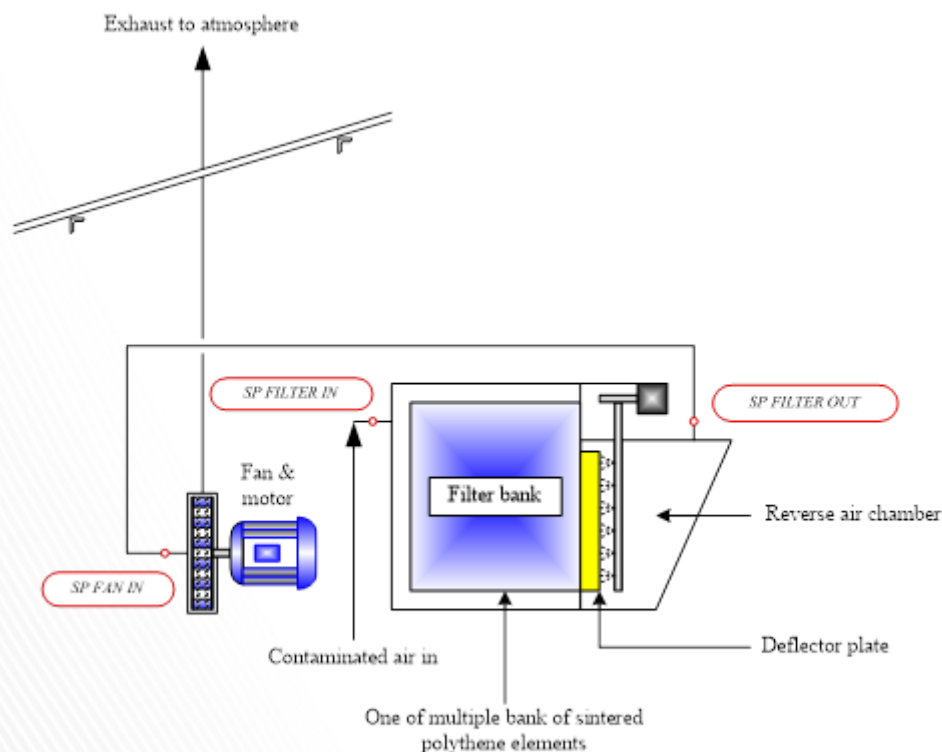 Exhaust to atmosphere
SP FILTER IN
SP FILTER OUT
Fan &
motor
Filter bank
Reverse air chamber
SP FAN IN
Deflector plate
Contaminated air in
One of multiple bank of sintered
polythene elements